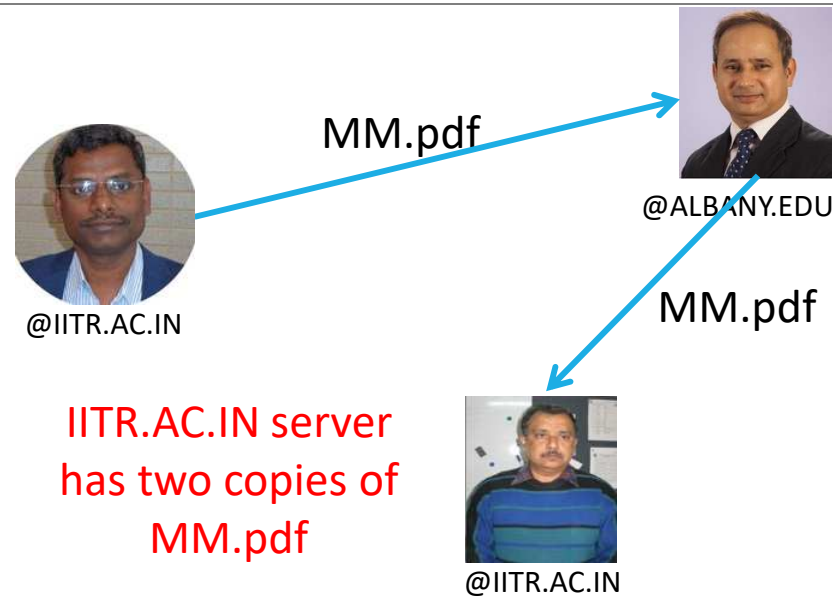 MM.pdf
@ALBANY.EDU
@IITR.AC.IN
MM.pdf
IITR.AC.IN server
has two copies of
MM.pdf
@IITR.AC.IN